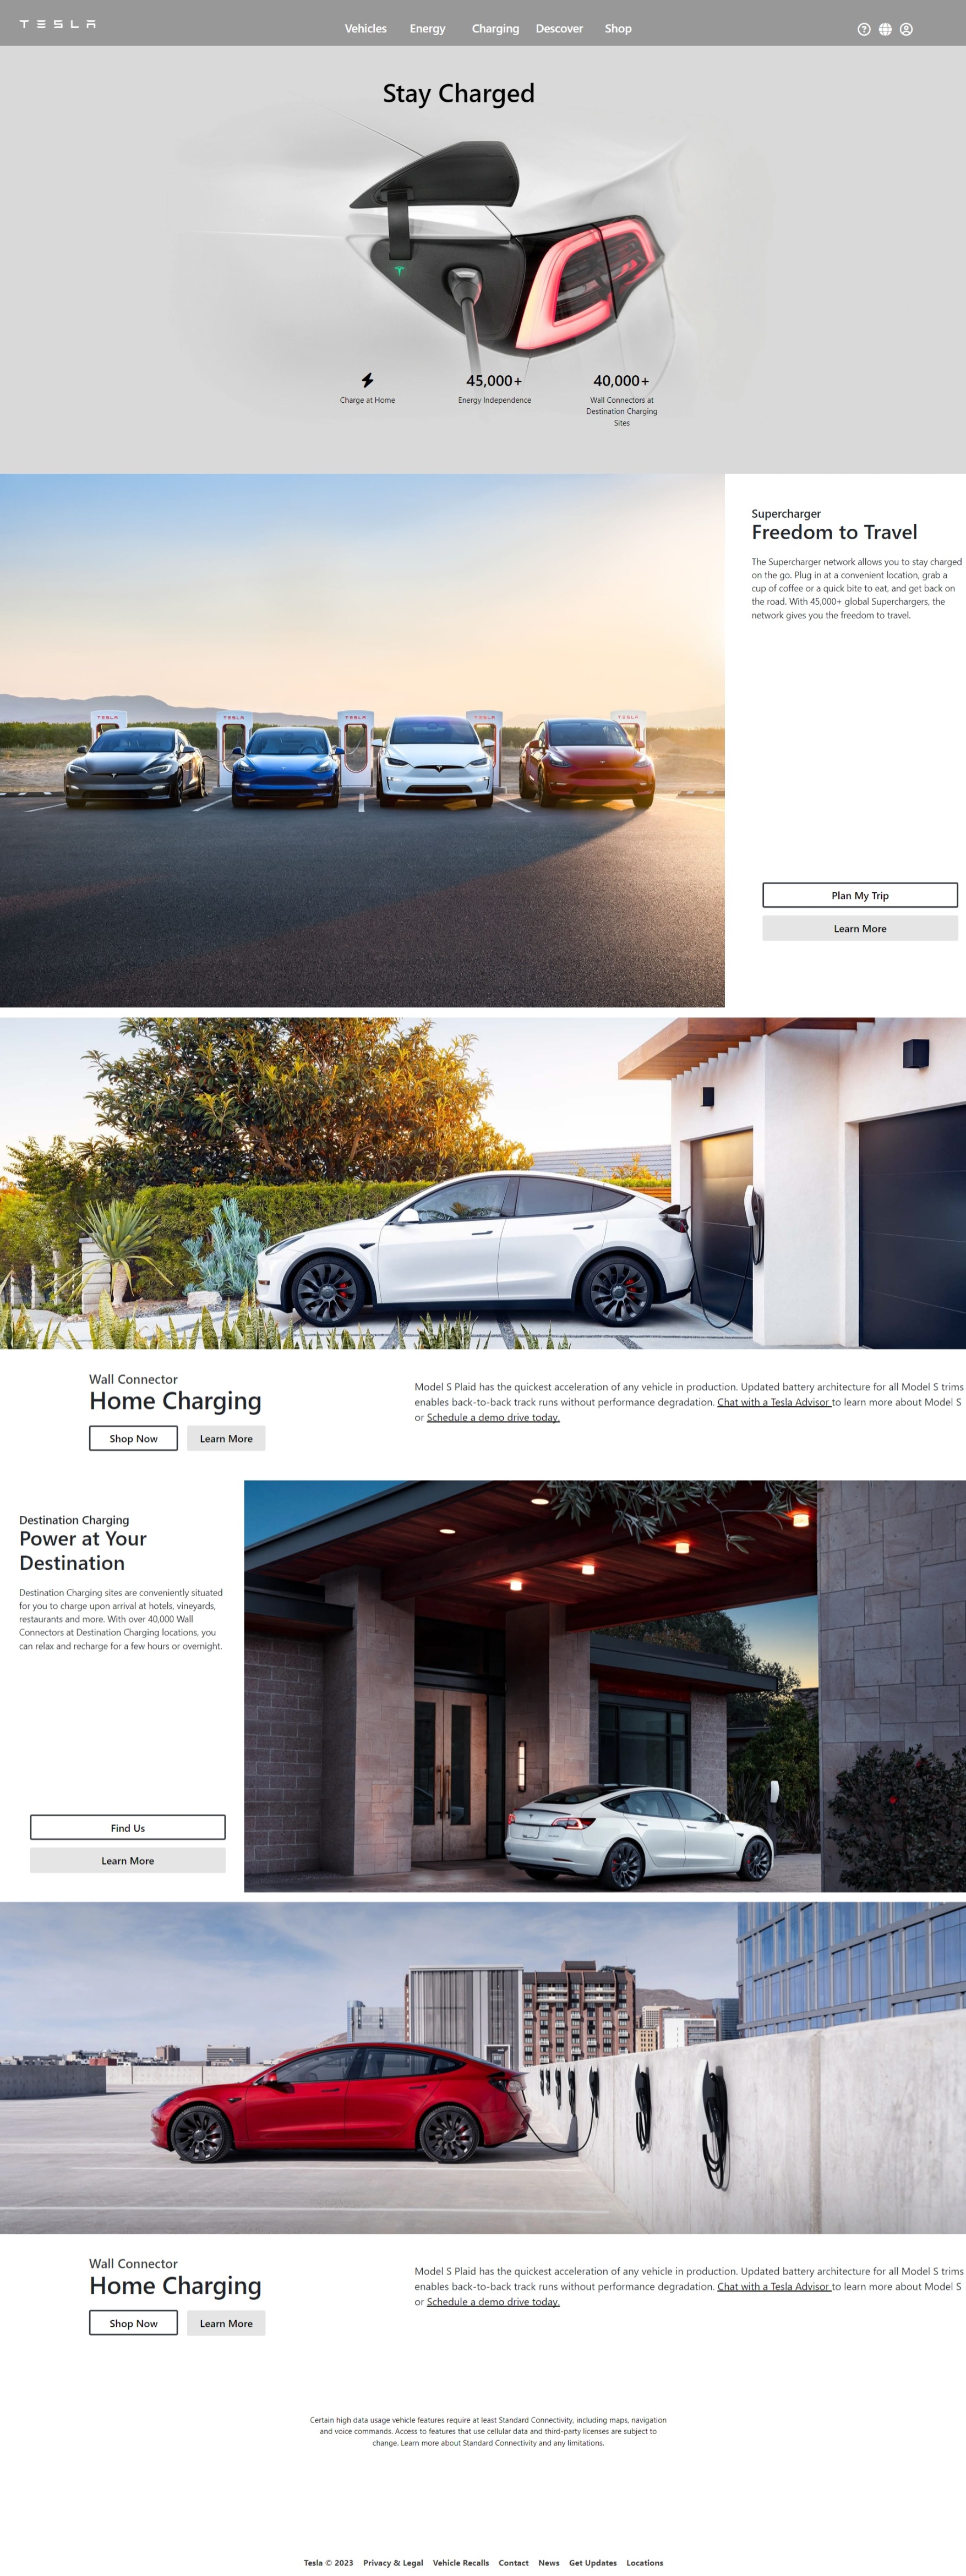 TESLA
Vehicles Energy Charging Discover Shop
Stay Charged
45,000+ 40,000+
Charge at Home Energy Independence Wall Connectors at
Destination Charging
Sites
Supercharger
Freedom to Travel
The Supercharger network allows you to stay charged
on the go. Plug in at a convenient location, grab a
cup of coffee or a quick bite to eat, and get back on
the road. With 45,000+ global Superchargers, the
network gives you the freedom to travel.
TESLA TESLA TESLA TESLA TESLA
Plan My Trip
Learn More
Wall Connector
Home Charging
Shop Now Learn More
Model S Plaid has the quickest acceleration of any vehicle in production. Updated battery architecture for all Model S trims
enables back-to-back track runs without performance degradation. Chat with a Tesla Advisor to learn more about Model S
or Schedule a demo drive today.
Destination Charging
Power at Your
Destination
Destination Charging sites are conveniently situated
for you to charge upon arrival at hotels, vineyards,
restaurants and more. With over 40,000 Wall
Connectors at Destination Charging locations, you
can relax and recharge for a few hours or overnight.
Find Us
Learn More
Wall Connector
Home Charging
Shop Now Learn More
Model S Plaid has the quickest acceleration of any vehicle in production. Updated battery architecture for all Model S trims
enables back-to-back track runs without performance degradation. Chat with a Tesla Advisor to learn more about Model S
or Schedule a demo drive today.
Certain high data usage vehicle features require at least Standard Connectivity, including maps, navigation
and voice commands. Access to features that use cellular data and third-party licenses are subject to
change. Learn more about Standard Connectivity and any limitations.
Tesla © 2023 Privacy & Legal Vehicle Recalls Contact News Get Updates Locations